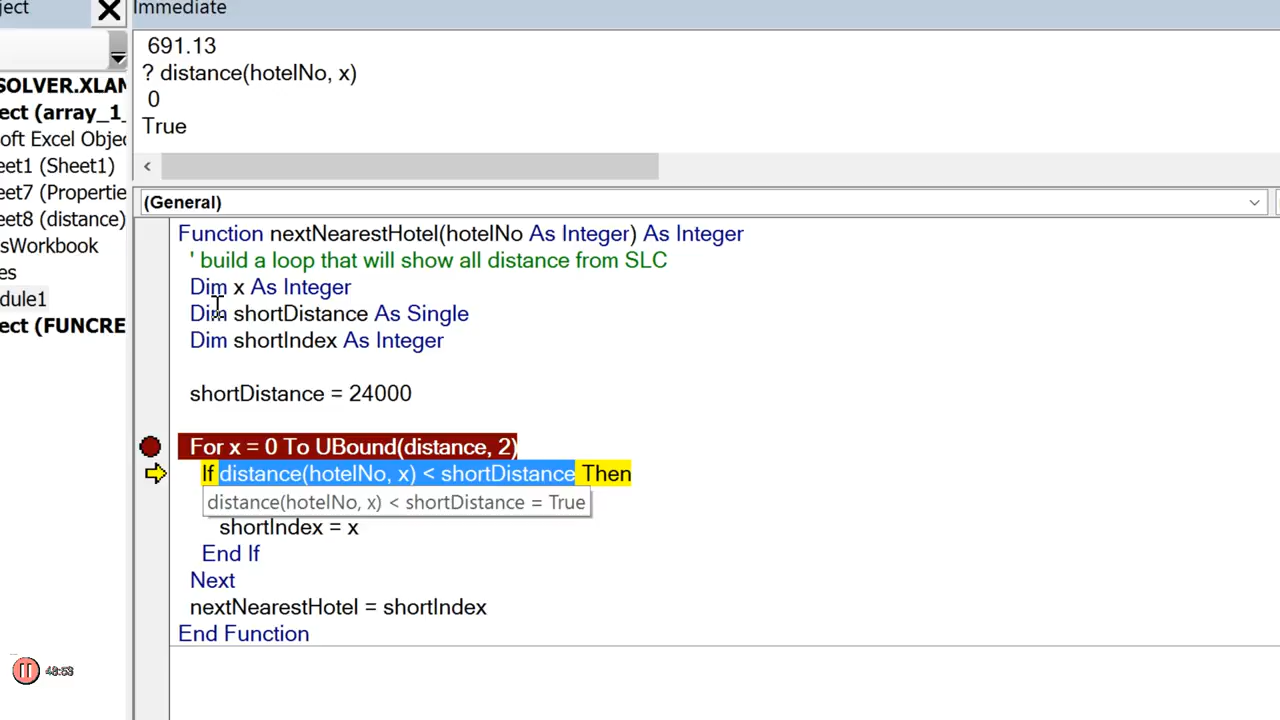 ject
Immediate
691.13
? distance(hotelNo, x)
0
True
SOLVER.XLAN
ect (array_1_
oft Excel Objec
eet1 (Sheet1)
eet7 (Propertie
eet8 (distance)
sWorkbook
es
dule1
ect (FUNCRE
(General)
Function nextNearestHotel(hotelNo As Integer) As Integer
' build a loop that will show all distance from SLC
Dim x As Integer
Dim shortDistance As Single
Dim shortIndex As Integer
shortDistance = 24000
For x = 0 To UBound(distance, 2)
If distance(hotelNo, x) < shortDistance Then
distance(hotelNo, x) < shortDistance = True
shortIndex = x
End If
Next
nextNearestHotel = shortIndex
End Function